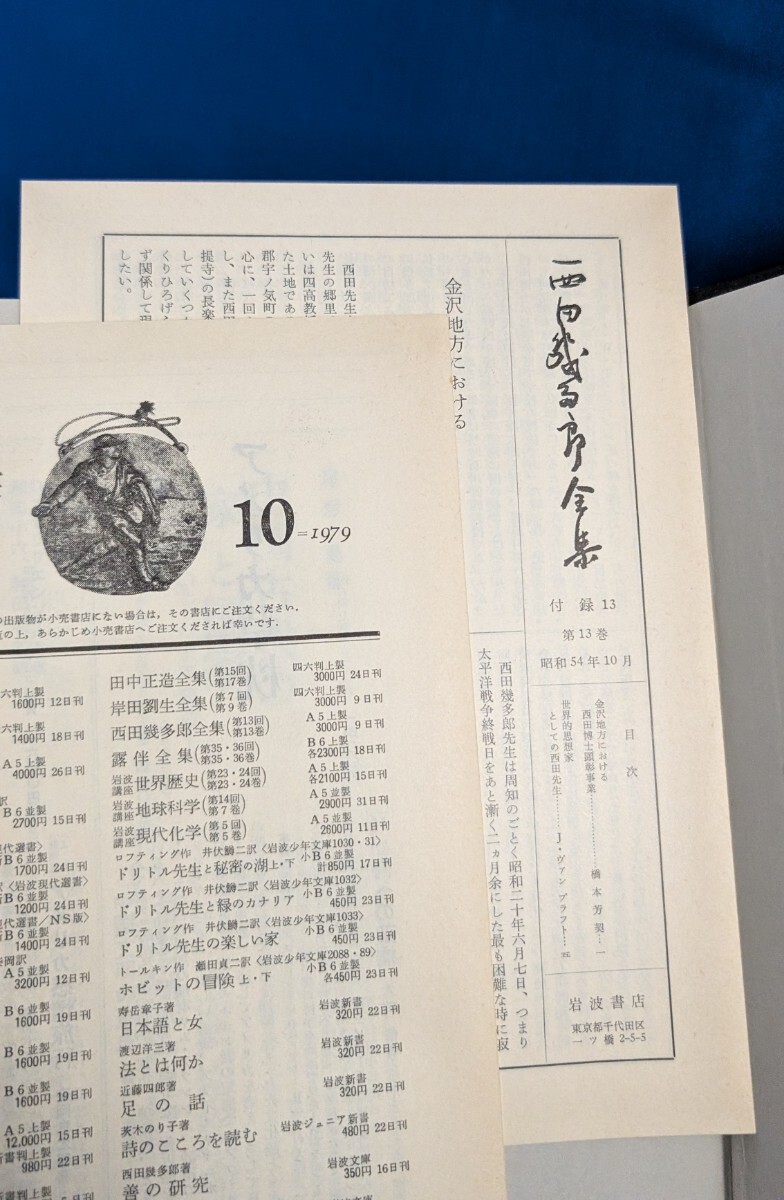 西田幾多郎全集
付録13
第13巻
昭和54年10月
目次
金沢地方における
西田博士顕彰事業……………橋本芳契…一
世界的思想家
としての西田先生………J・ヴァン ブラフト…五
岩波書店
東京都千代田区
一ツ橋2-5-5
金沢地方における
西田先生
先生の郷里
いは四高教
た土地であ
郡宇ノ気町
心に、一回
し、また西田
提寺)の長楽
していくつ
くりひろげ
ず関係して
したい。
西田幾多郎先生は周知のごとく昭和二十年六月七日、つまり
太平洋戦争終戦日をあと漸く二ヵ月余にした最も困難な時に寂
10=1979
の出版物が小売書店にない場合は,その書店にご注文ください.
の上,あらかじめ小売書店へご注文くだされば幸いです.
六判上製
1600円 12日刊
六判上製
1400円 18日刊
A5上製
4000円 26日刊
訳
B6並製
2700円 15日刊
現代選書〉
B6並製
1700円 24日刊
訳〈岩波現代選書〉
B6並製
1200円 24日刊
現代選書/NS版〉
B6並製
1400円 24日刊
岡訳
A5上製
3200円 12日刊
B6並製
1600円 19日刊
B6並製
1600円 19日刊
B6並製
1600円 19日刊
A5上製
12,000円 15日刊
新書判上製
980円 22日刊
田中正造全集(第15回 第17巻) 四六判上製 3000円 24日刊
岸田劉生全集(第7回 第9巻) 四六判上製 3000円 9日刊
西田幾多郎全集(第13回 第13巻) A5上製 3000円 9日刊
露伴全集(第35・36回 第35・36巻) B6上製 各2300円 18日刊
岩波講座 世界歴史(第23・24回 第23・24巻) A5上製 各2100円 15日刊
岩波講座 地球科学(第14回 第7巻) A5並製 2900円 31日刊
岩波講座 現代化学(第5回 第5巻) A5上製 2600円 11日刊
ロフティング作 井伏鱒二訳〈岩波少年文庫1030・31〉
ドリトル先生と秘密の湖 上・下 小B6並製 計850円 17日刊
ロフティング作 井伏鱒二訳〈岩波少年文庫1032〉
ドリトル先生と緑のカナリア 小B6並製 450円 23日刊
ロフティング作 井伏鱒二訳〈岩波少年文庫1033〉
ドリトル先生の楽しい家 小B6並製 450円 23日刊
トールキン作 瀬田貞二訳〈岩波少年文庫2088・89〉
ホビットの冒険 上・下 小B6並製 各450円 23日刊
寿岳章子著 岩波新書
日本語と女 320円 22日刊
渡辺洋三著 岩波新書
法とは何か 320円 22日刊
近藤四郎著 岩波新書
足の話 320円 22日刊
茨木のり子著 岩波ジュニア新書
詩のこころを読む 480円 22日刊
西田幾多郎著 岩波文庫
善の研究 350円 16日刊
岩波文庫